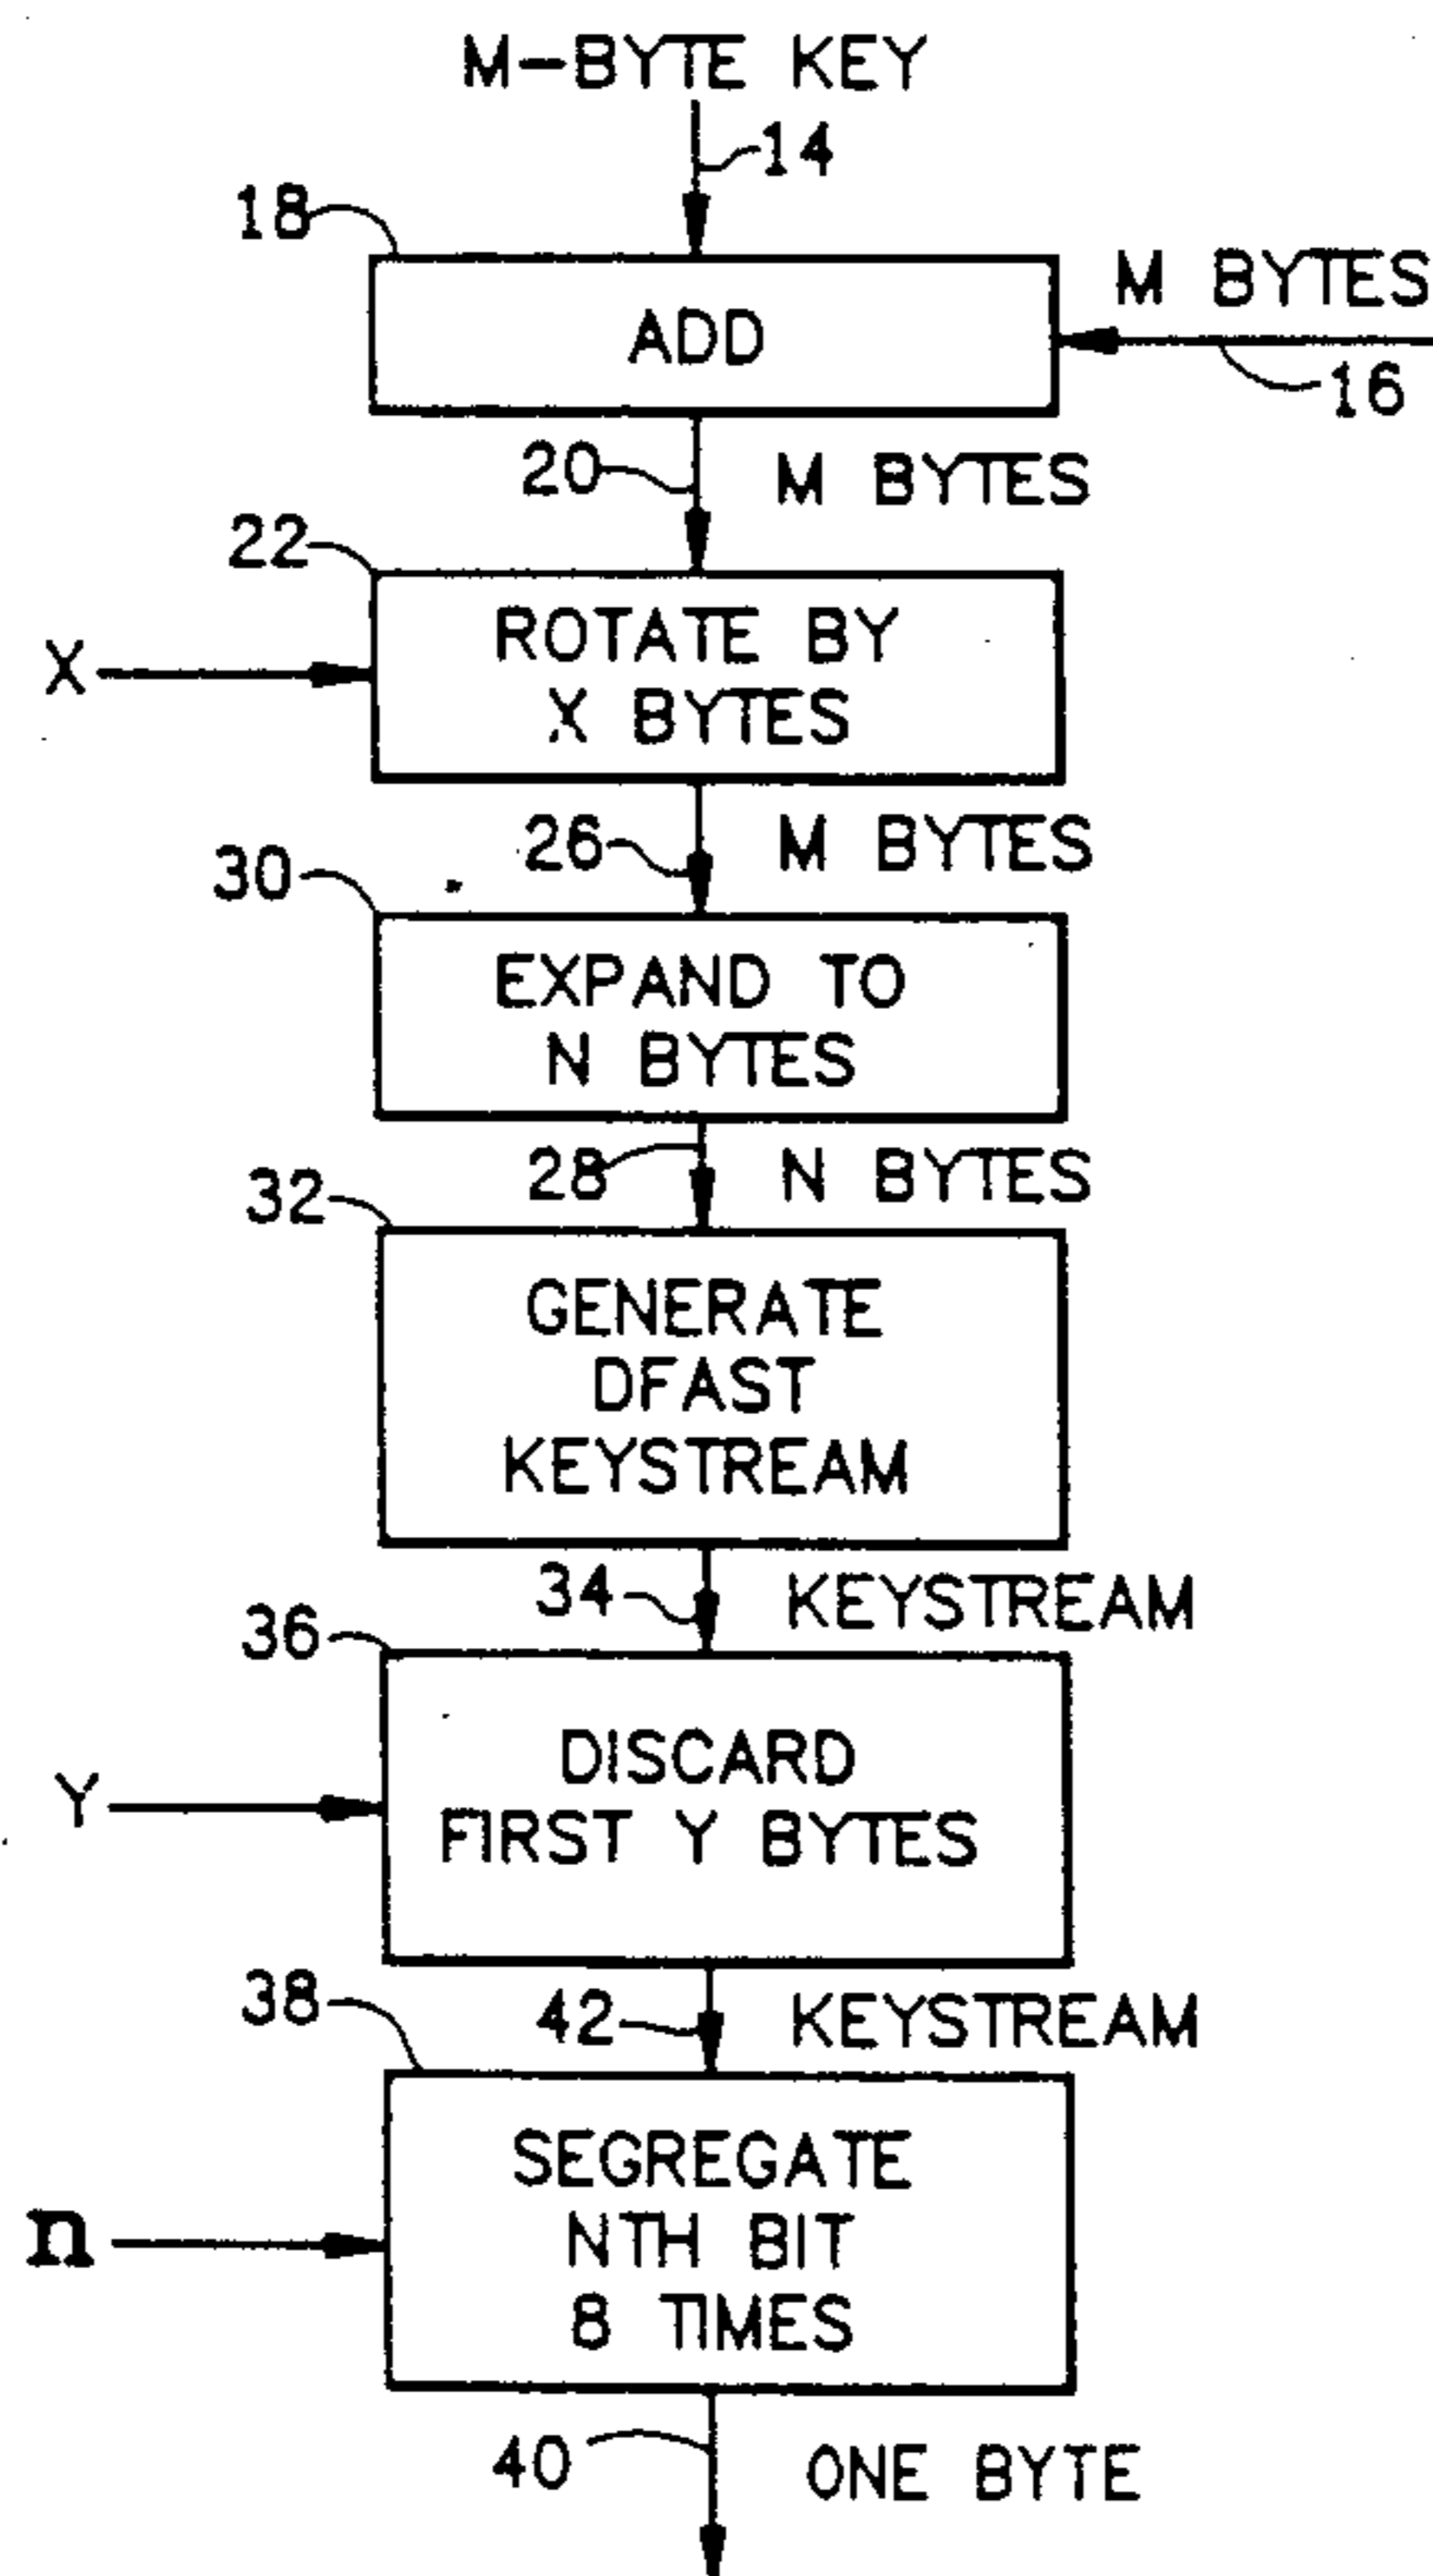 M-BYTE KEY
14
18
M BYTES
ADD
16
20
M BYTES
22
ROTATE BY
X
X BYTES
26
M BYTES
30
EXPAND TO
N BYTES
28
N BYTES
32
GENERATE
DFAST
KEYSTREAM
34
KEYSTREAM
36
DISCARD
Y
FIRST Y BYTES
38
42
KEYSTREAM
SEGREGATE
n
NTH BIT
8 TIMES
40
ONE BYTE